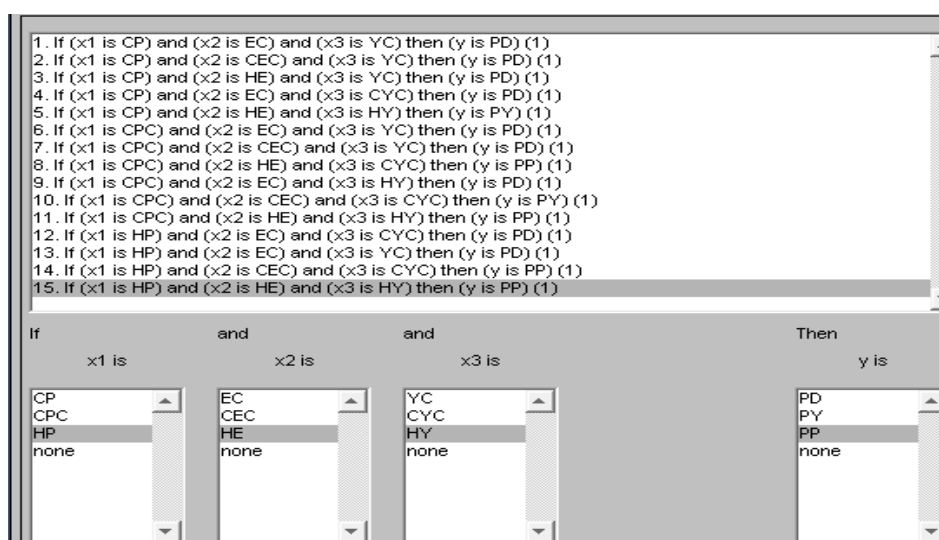 1. If (x1 is CP) and (x2 is EC) and (x3 is YC) then (y is PD) (1)
2. If (x1 is CP) and (x2 is CEC) and (x3 is YC) then (y is PD) (1)
3. If (x1 is CP) and (x2 is HE) and (x3 is YC) then (y is PD) (1)
4. If (x1 is CP) and (x2 is EC) and (x3 is CYC) then (y is PD) (1)
5. If (x1 is CP) and (x2 is HE) and (x3 is HY) then (y is PY) (1)
6. If (x1 is CPC) and (x2 is EC) and (x3 is YC) then (y is PD) (1)
7. If (x1 is CPC) and (x2 is CEC) and (x3 is YC) then (y is PD) (1)
8. If (x1 is CPC) and (x2 is HE) and (x3 is CYC) then (y is PP) (1)
9. If (x1 is CPC) and (x2 is EC) and (x3 is HY) then (y is PD) (1)
10. If (x1 is CPC) and (x2 is CEC) and (x3 is CYC) then (y is PY) (1)
11. If (x1 is CPC) and (x2 is HE) and (x3 is HY) then (y is PP) (1)
12. If (x1 is HP) and (x2 is EC) and (x3 is CYC) then (y is PD) (1)
13. If (x1 is HP) and (x2 is EC) and (x3 is YC) then (y is PD) (1)
14. If (x1 is HP) and (x2 is CEC) and (x3 is CYC) then (y is PP) (1)
15. If (x1 is HP) and (x2 is HE) and (x3 is HY) then (y is PP) (1)
If and and Then
x1 is x2 is x3 is y is
CP EC YC PD
CPC CEC CYC PY
HP HE HY PP
none none none none